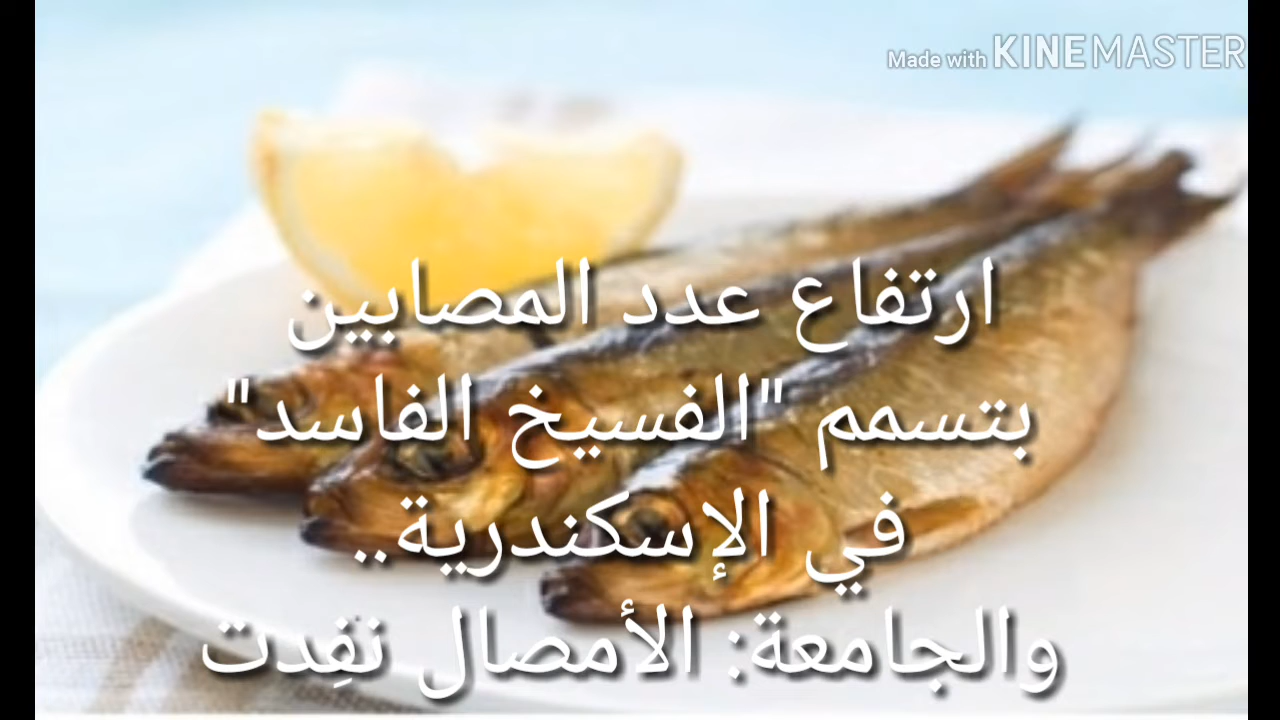 Made with KINEMASTER
ارتفاع عدد المصابين
بتسمم "الفسيخ الفاسد"
في الإسكندرية..
والجامعة: الأمصال نفِدت